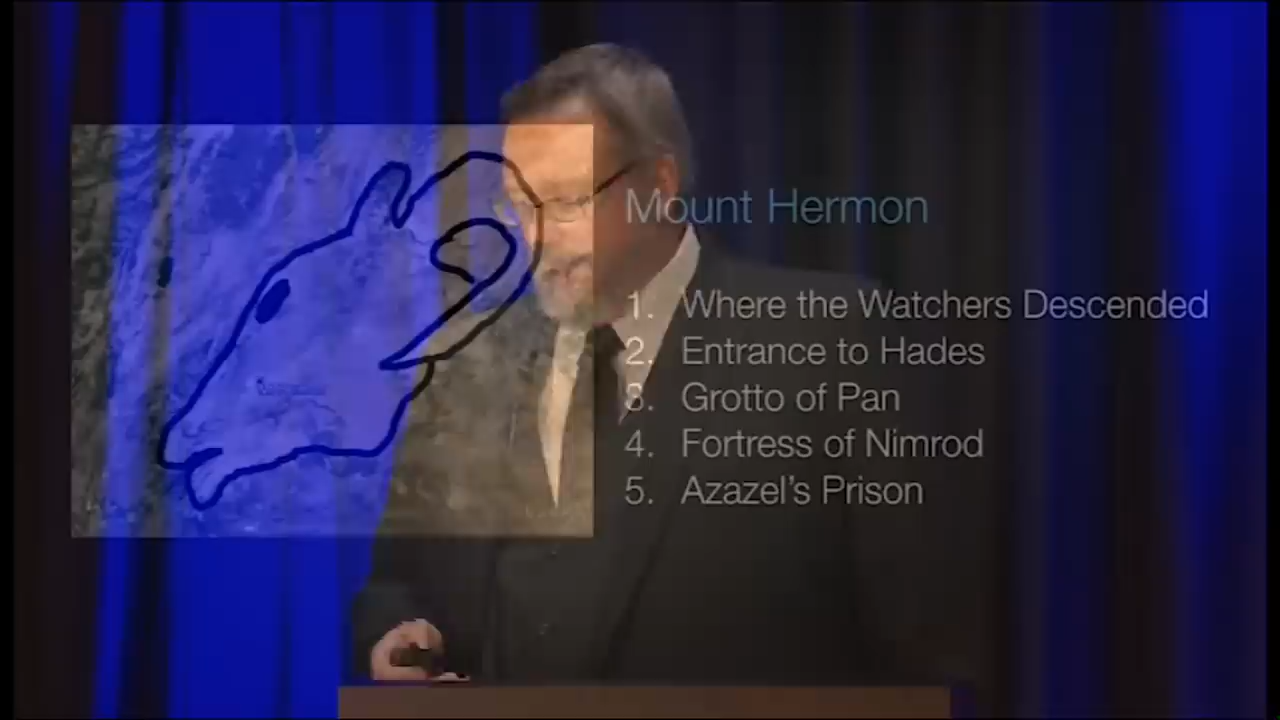 Mount Hermon
1. Where the Watchers Descended
2. Entrance to Hades
3. Grotto of Pan
4. Fortress of Nimrod
5. Azazel's Prison